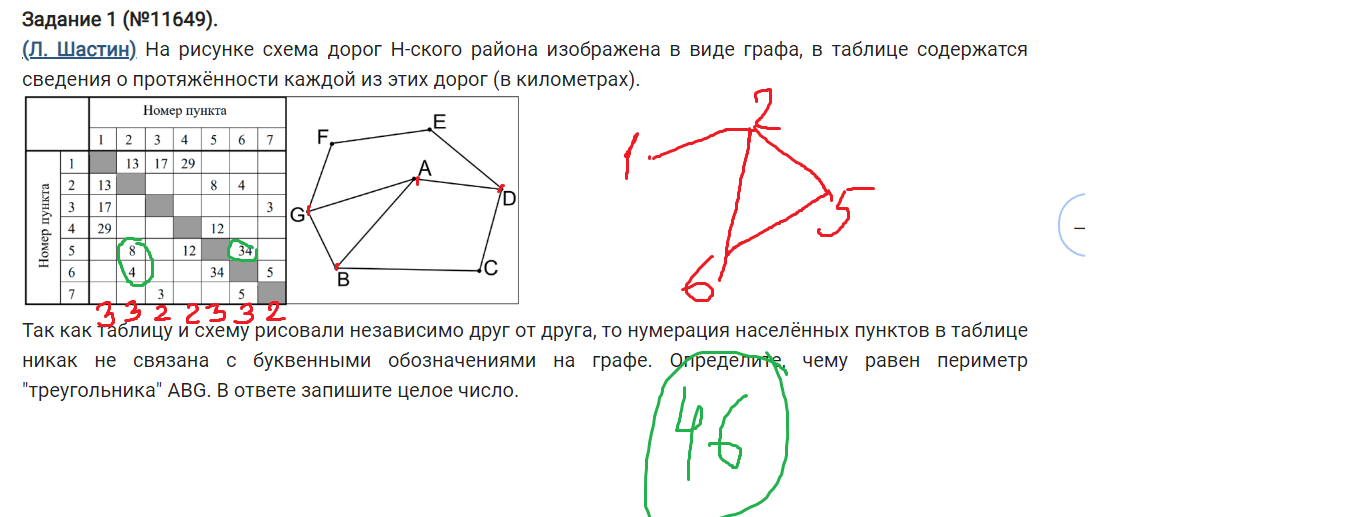 Задание 1 (№11649).
(Л. Шастин) На рисунке схема дорог Н-ского района изображена в виде графа, в таблице содержатся
сведения о протяжённости каждой из этих дорог (в километрах).
Номер пункта
1 2 3 4 5 6 7
Номер пункта
1 13 17 29
2 13 8 4
3 17 3
4 29 12
5 8 12 34
6 4 34 5
7 3 5
3 3 2 2 3 3 2
F
E
A
D
G
B
C
1
2
5
6
Так как таблицу и схему рисовали независимо друг от друга, то нумерация населённых пунктов в таблице
никак не связана с буквенными обозначениями на графе. Определите, чему равен периметр
"треугольника" ABG. В ответе запишите целое число.
46